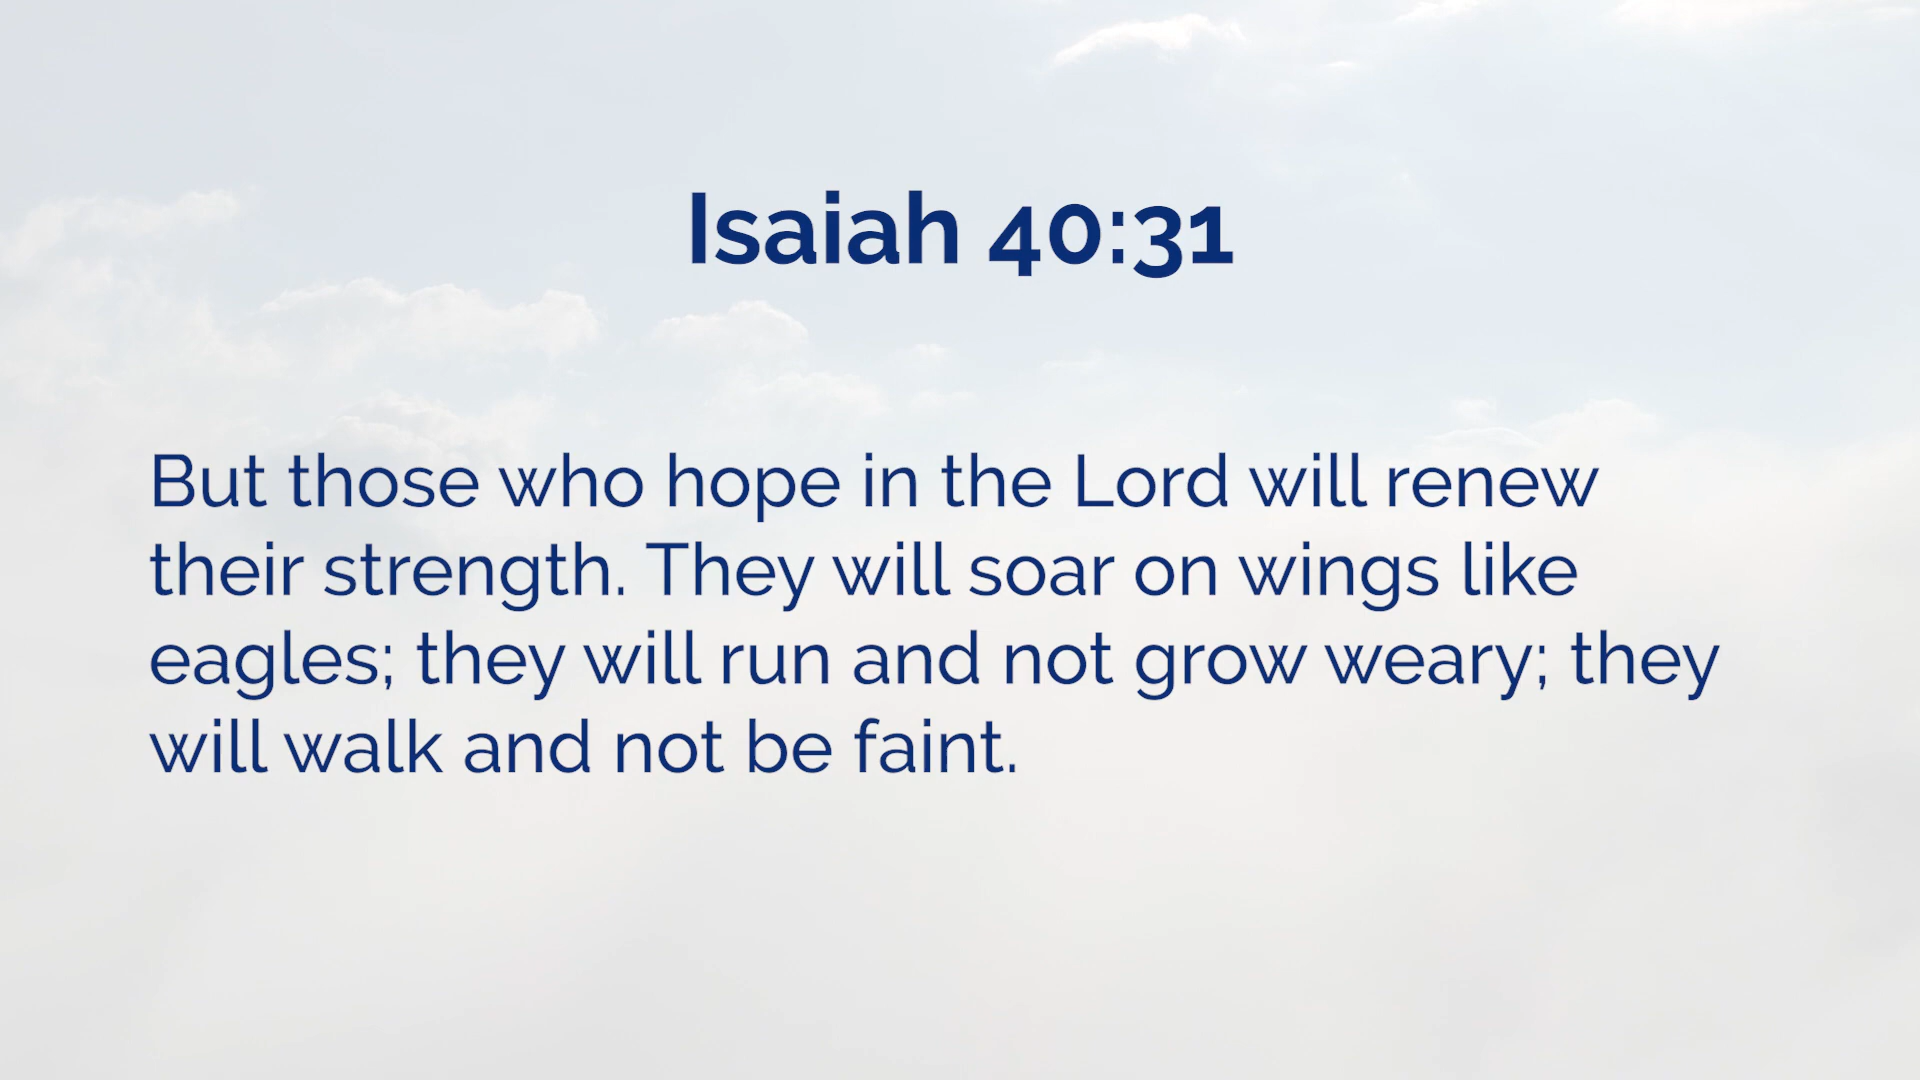 Isaiah 40:31
But those who hope in the Lord will renew
their strength. They will soar on wings like
eagles; they will run and not grow weary; they
will walk and not be faint.